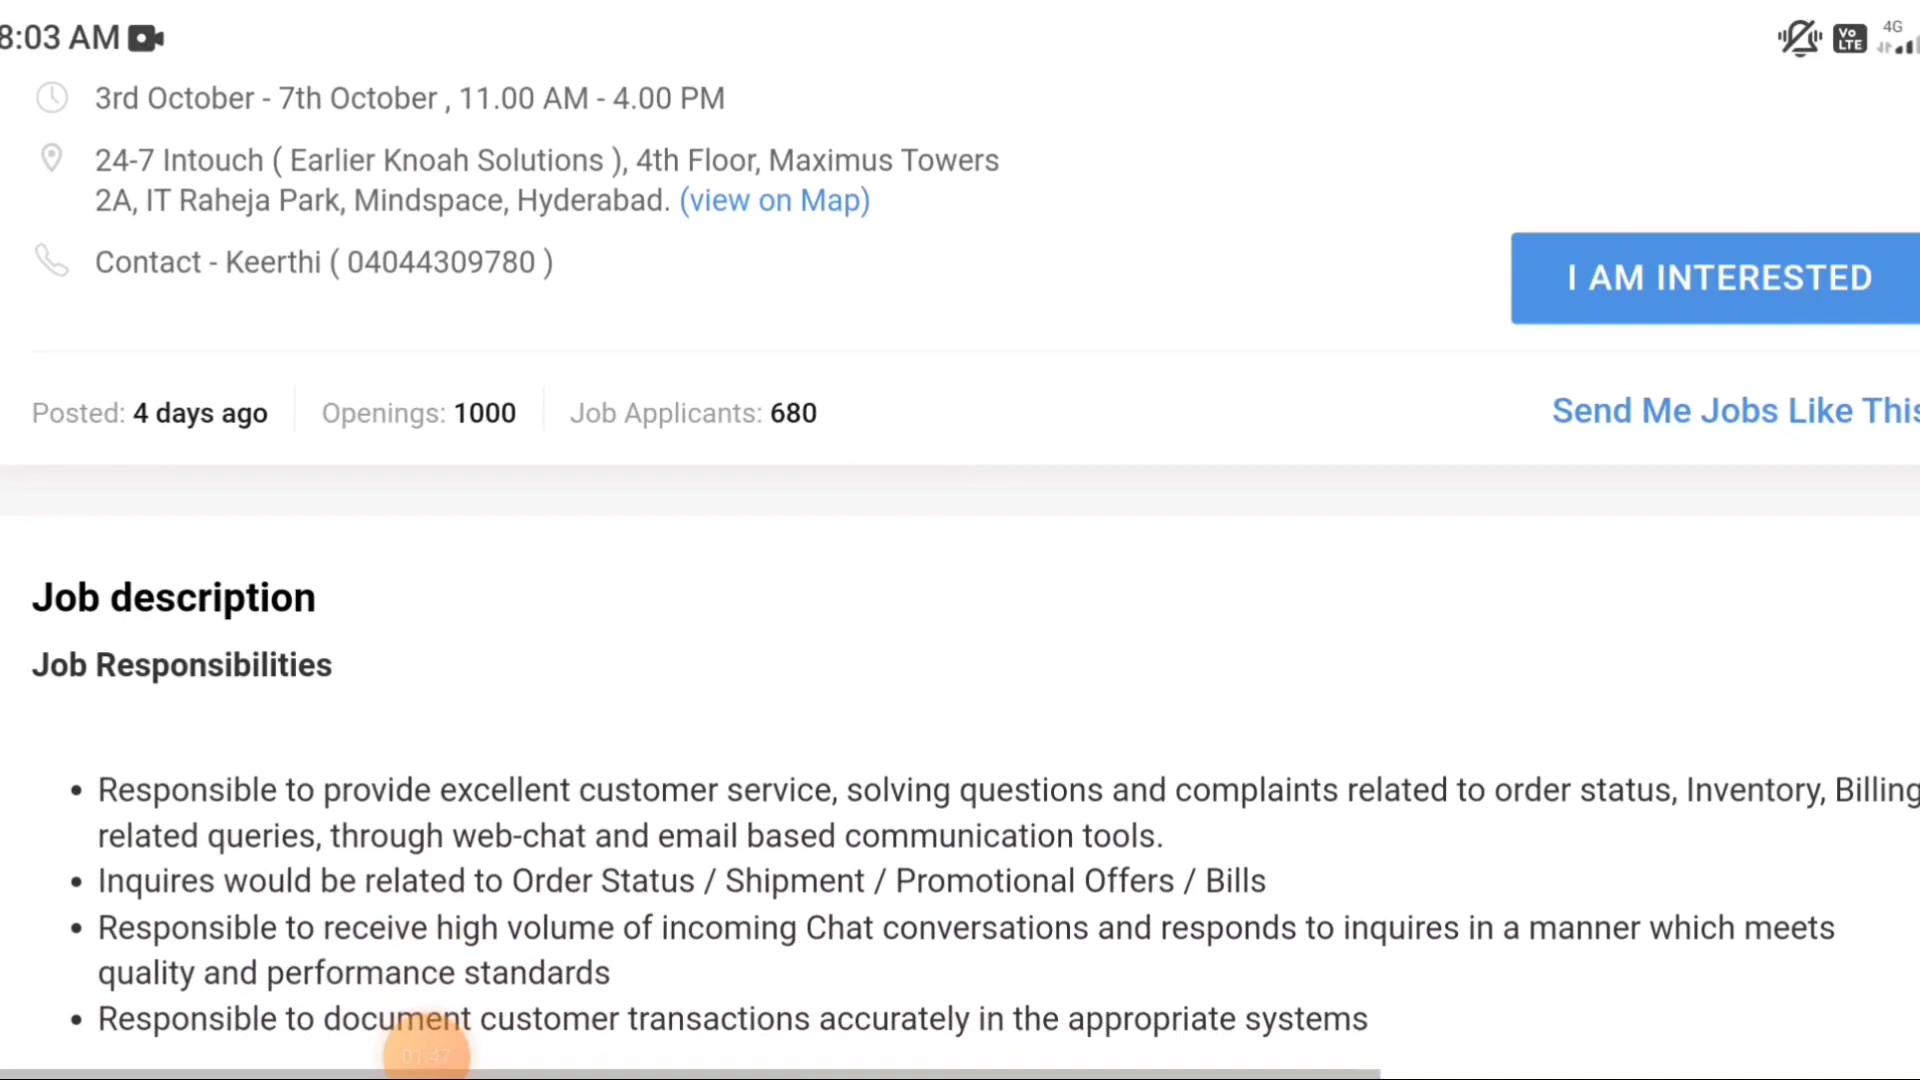 8:03 AM
Vo LTE 4G
3rd October - 7th October , 11.00 AM - 4.00 PM
24-7 Intouch ( Earlier Knoah Solutions ), 4th Floor, Maximus Towers
2A, IT Raheja Park, Mindspace, Hyderabad. (view on Map)
Contact - Keerthi ( 04044309780 )
I AM INTERESTED
Posted: 4 days ago Openings: 1000 Job Applicants: 680
Send Me Jobs Like This
Job description
Job Responsibilities
• Responsible to provide excellent customer service, solving questions and complaints related to order status, Inventory, Billing
related queries, through web-chat and email based communication tools.
• Inquires would be related to Order Status / Shipment / Promotional Offers / Bills
• Responsible to receive high volume of incoming Chat conversations and responds to inquires in a manner which meets
quality and performance standards
• Responsible to document customer transactions accurately in the appropriate systems
01:47